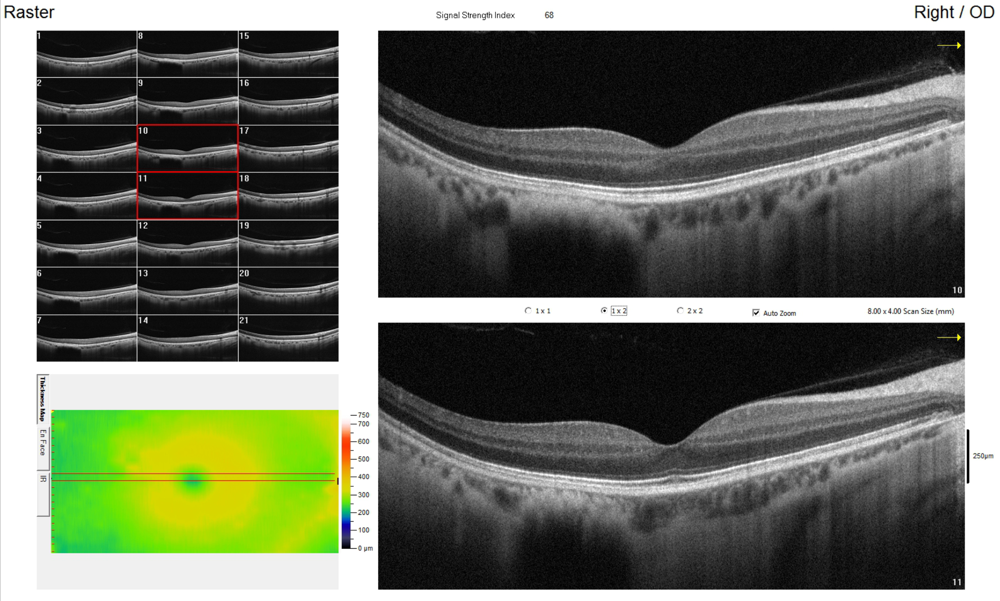 Raster
Signal Strength Index 68
Right / OD
1 8 15
2 9 16
3 10 17
4 11 18
5 12 19
6 13 20
7 14 21
10
1 x 1 1 x 2 2 x 2 Auto Zoom 8.00 x 4.00 Scan Size (mm)
Thickness Map
En Face
IR
750
700
600
500
400
300
200
100
0 µm
250µm
11